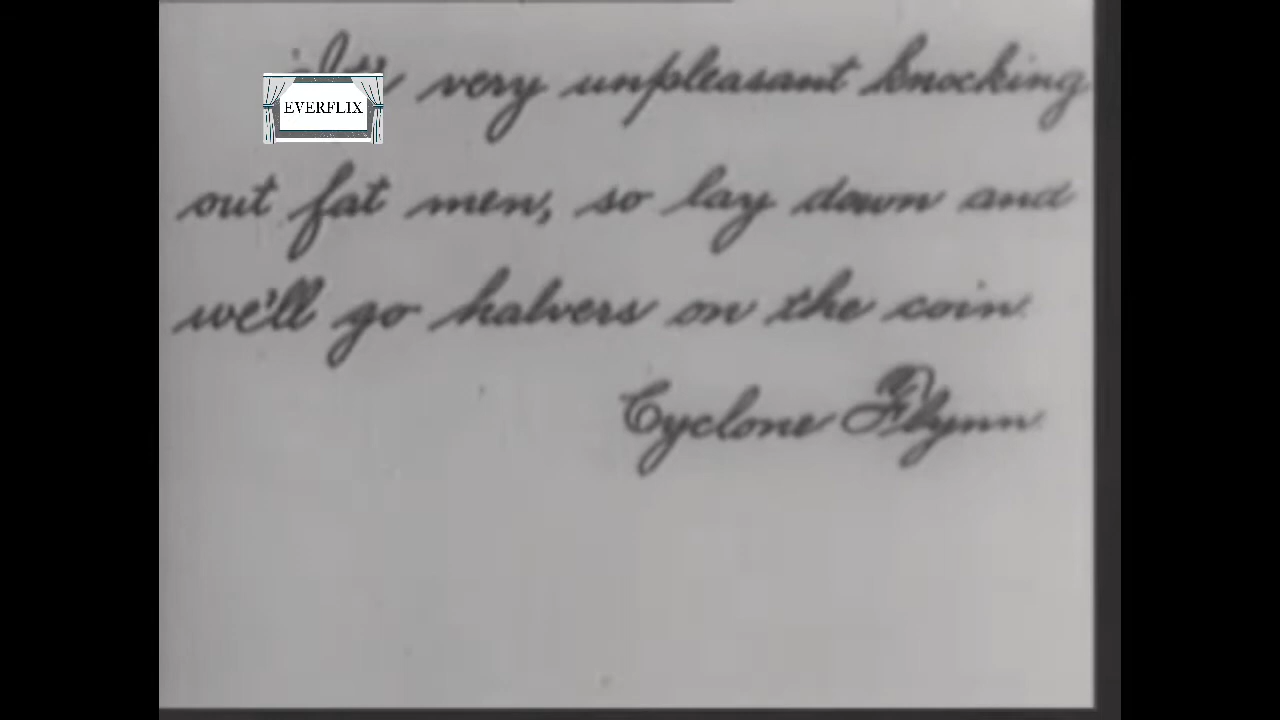 It's very unpleasant knocking
EVERFLIX
out fat men, so lay down and
we'll go halvers on the coin.
Cyclone Flynn